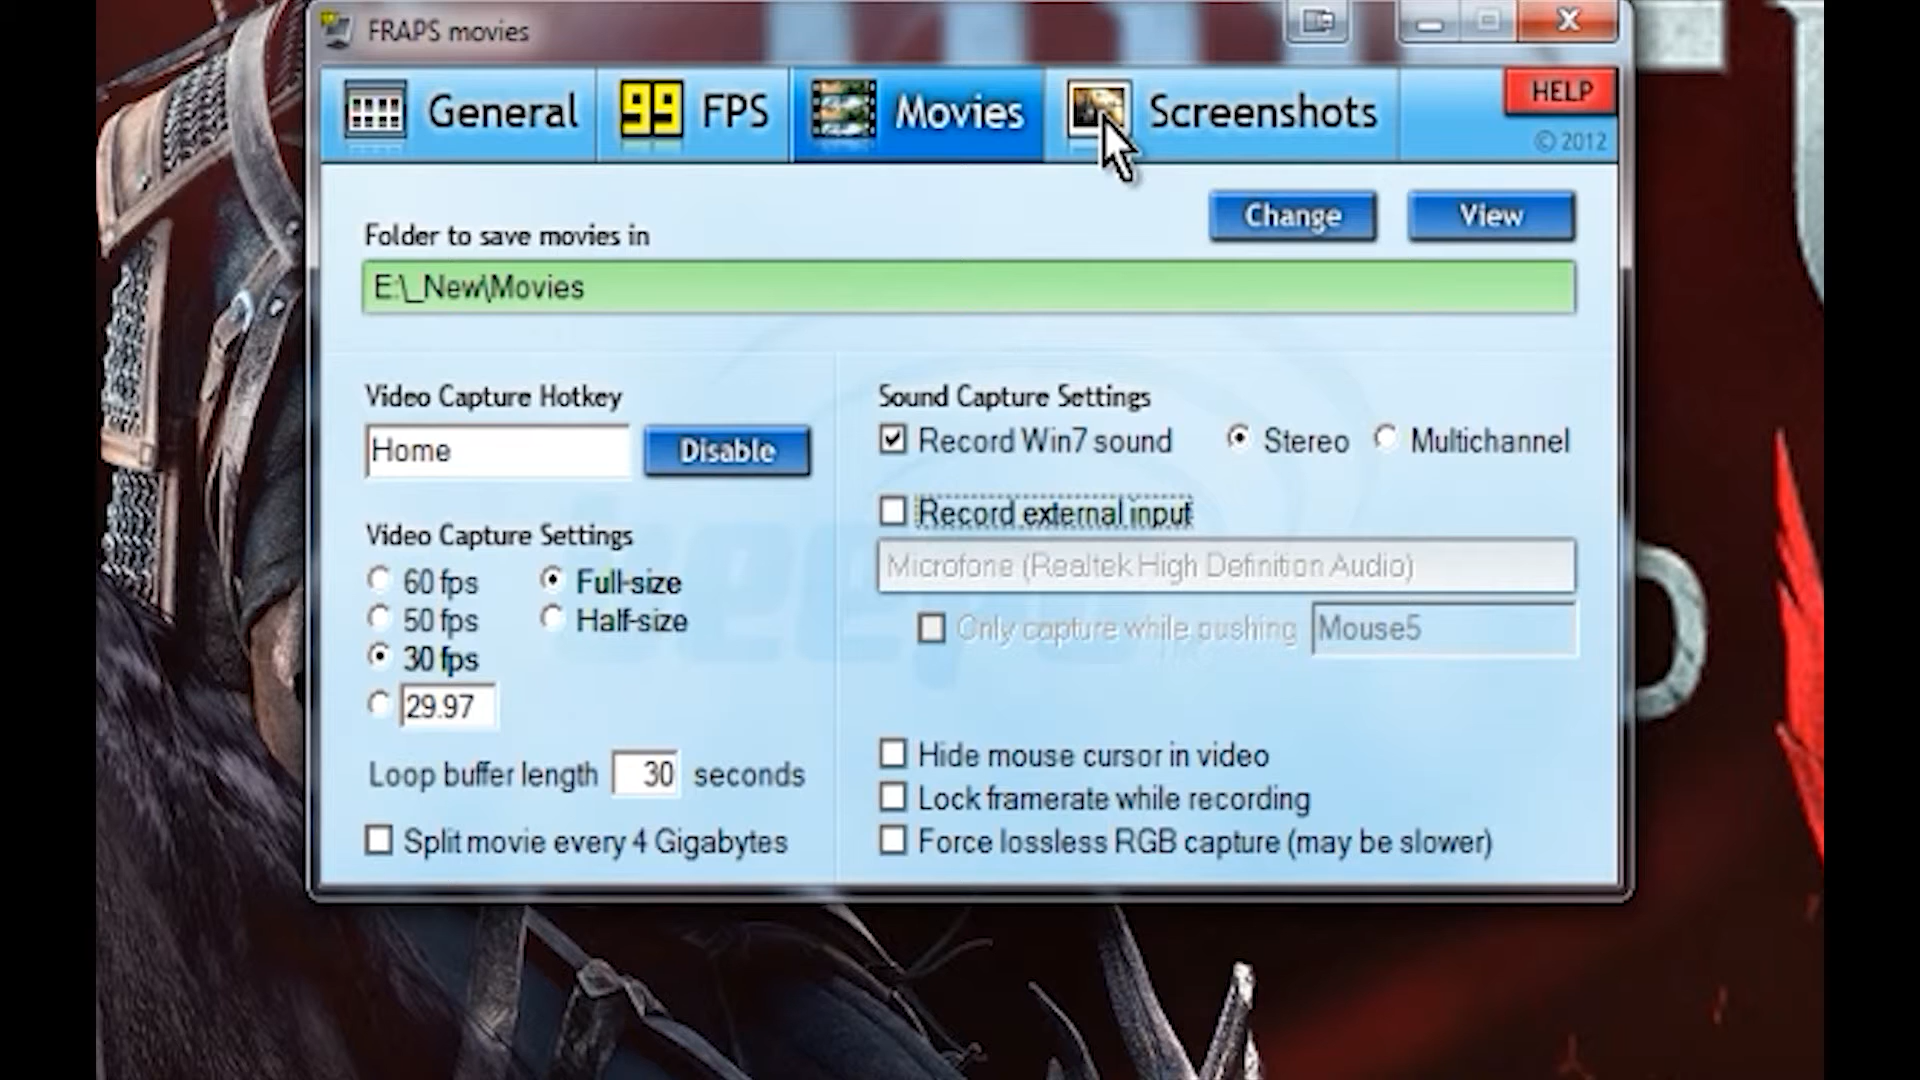 FRAPS movies
General
99
FPS
Movies
Screenshots
HELP
© 2012
Change
View
Folder to save movies in
E:\_New\Movies
Video Capture Hotkey
Home
Disable
Video Capture Settings
60 fps
Full-size
50 fps
Half-size
30 fps
29.97
Loop buffer length 30 seconds
Split movie every 4 Gigabytes
Sound Capture Settings
Record Win7 sound
Stereo
Multichannel
Record external input
Microfone (Realtek High Definition Audio)
Only capture while pushing
Mouse5
Hide mouse cursor in video
Lock framerate while recording
Force lossless RGB capture (may be slower)